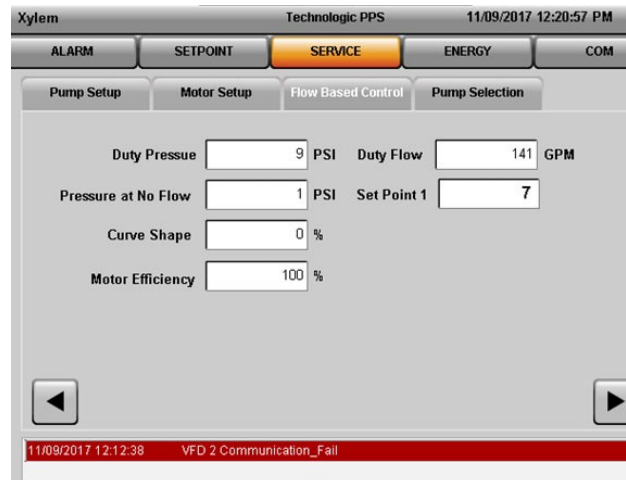 Xylem Technologic PPS 11/09/2017 12:20:57 PM
ALARM SETPOINT SERVICE ENERGY COM
Pump Setup Motor Setup Flow Based Control Pump Selection
Duty Pressue 9 PSI Duty Flow 141 GPM
Pressure at No Flow 1 PSI Set Point 1 7
Curve Shape 0 %
Motor Efficiency 100 %
11/09/2017 12:12:38 VFD 2 Communication_Fail